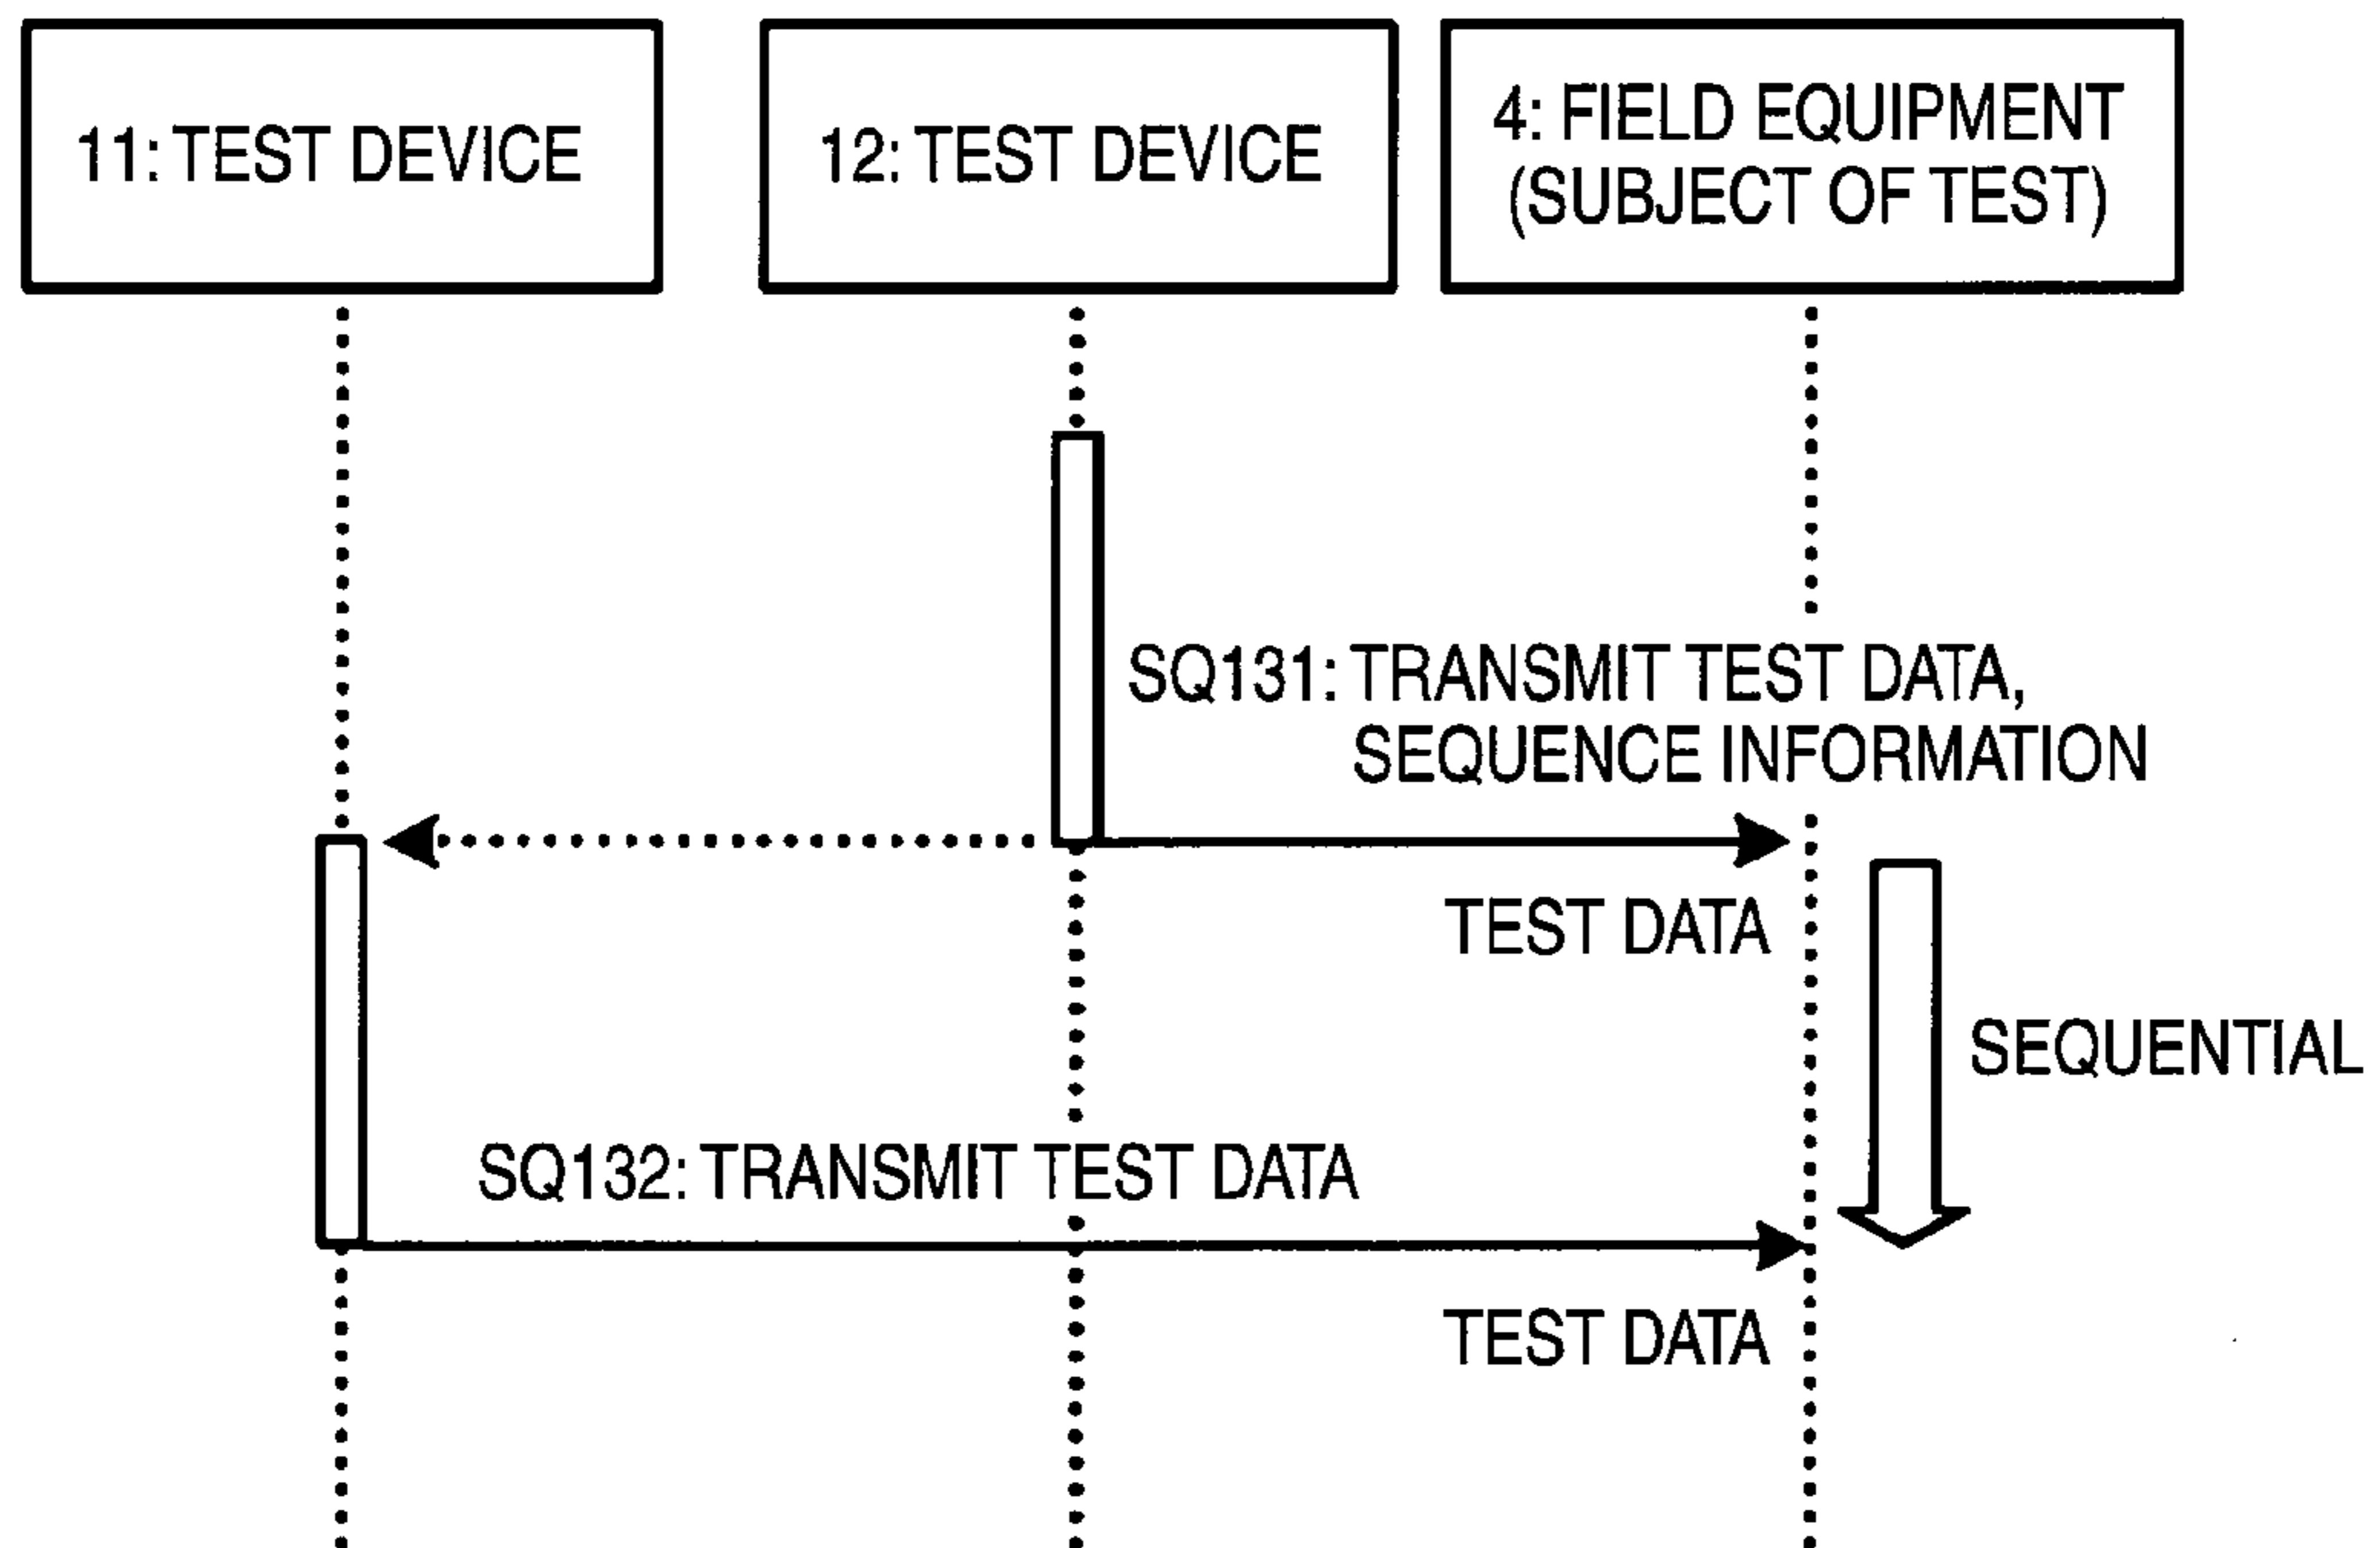 11: TEST DEVICE
12: TEST DEVICE
4: FIELD EQUIPMENT
(SUBJECT OF TEST)
SQ131: TRANSMIT TEST DATA,
SEQUENCE INFORMATION
TEST DATA
SEQUENTIAL
SQ132: TRANSMIT TEST DATA
TEST DATA